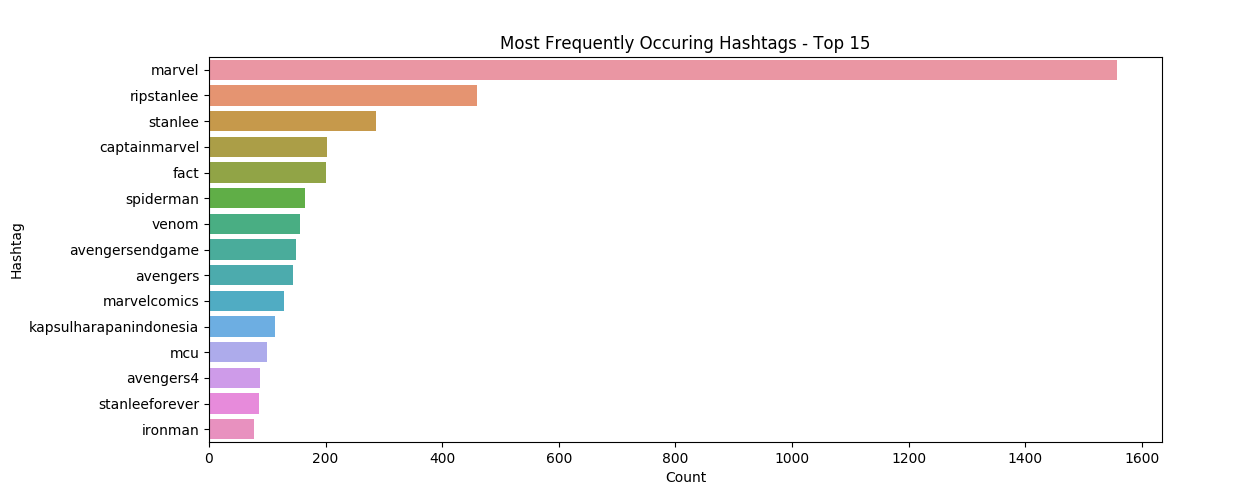 Most Frequently Occuring Hashtags - Top 15
marvel
ripstanlee
stanlee
captainmarvel
fact
spiderman
venom
avengersendgame
avengers
marvelcomics
kapsulharapanindonesia
mcu
avengers4
stanleeforever
ironman
Hashtag
0 200 400 600 800 1000 1200 1400 1600
Count